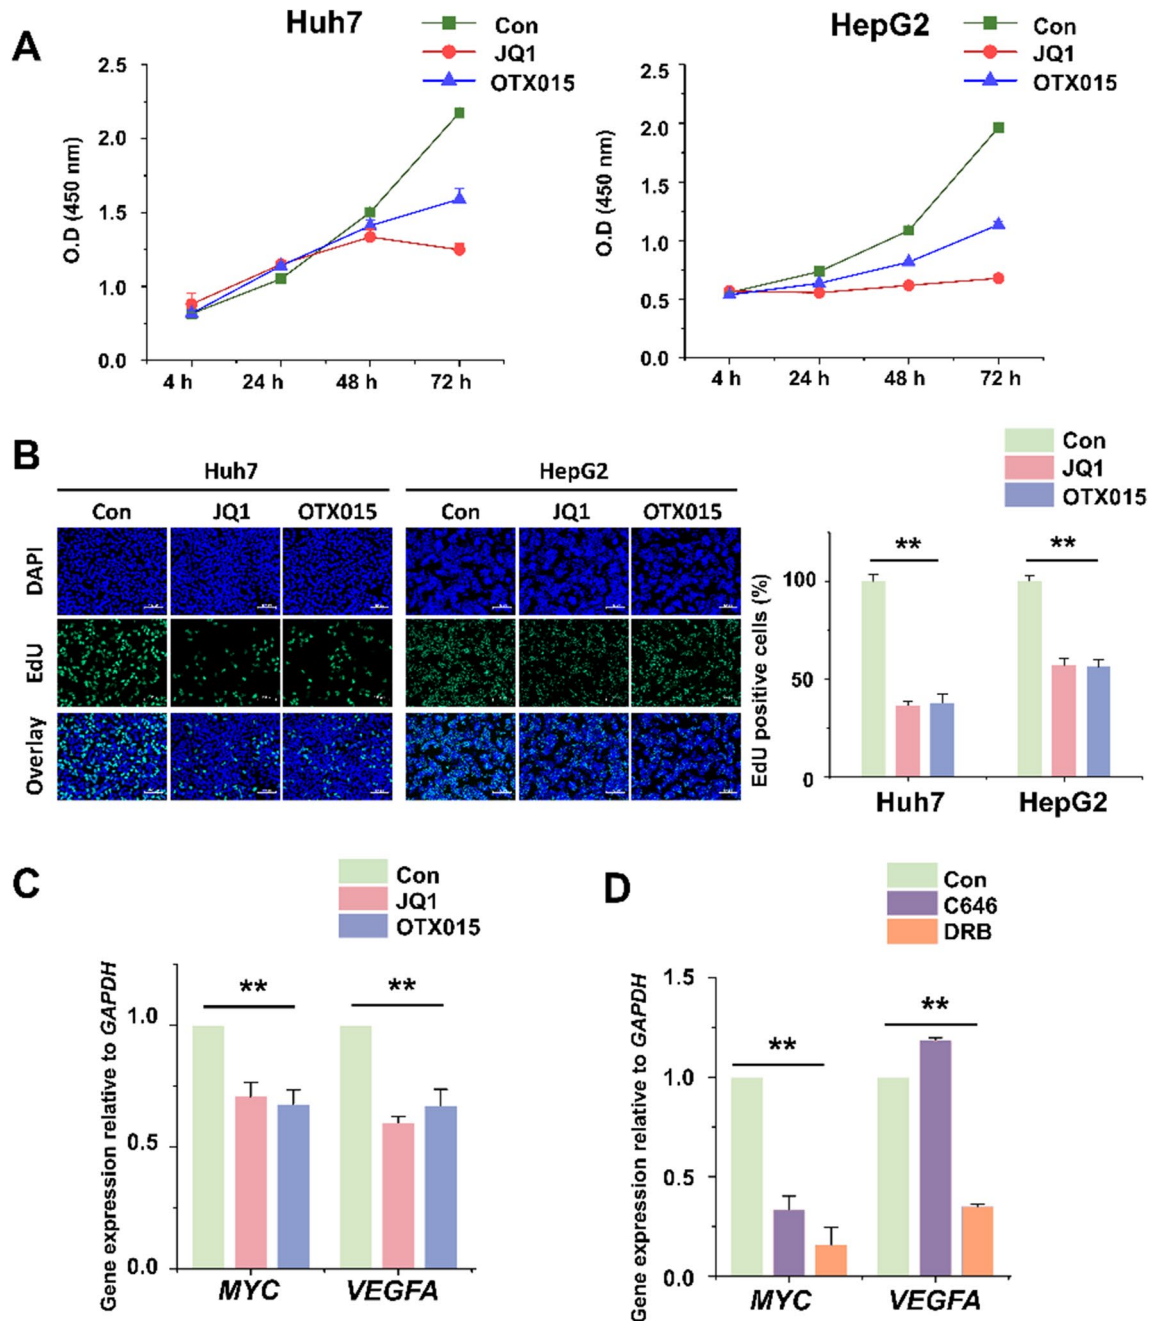 A
Huh7
Con
JQ1
OTX015
O.D (450 nm)
2.5
2.0
1.5
1.0
0.0
4 h 24 h 48 h 72 h
HepG2
Con
JQ1
OTX015
O.D (450 nm)
2.5
2.0
1.5
1.0
0.5
0.0
4 h 24 h 48 h 72 h
B
Huh7 HepG2
Con JQ1 OTX015 Con JQ1 OTX015
DAPI
EdU
Overlay
Con
JQ1
OTX015
EdU positive cells (%)
** **
100
50
0
Huh7 HepG2
C
Con
JQ1
OTX015
Gene expression relative to GAPDH
** **
1.0
0.5
0.0
MYC VEGFA
D
Con
C646
DRB
Gene expression relative to GAPDH
** **
1.5
1.0
0.5
0.0
MYC VEGFA